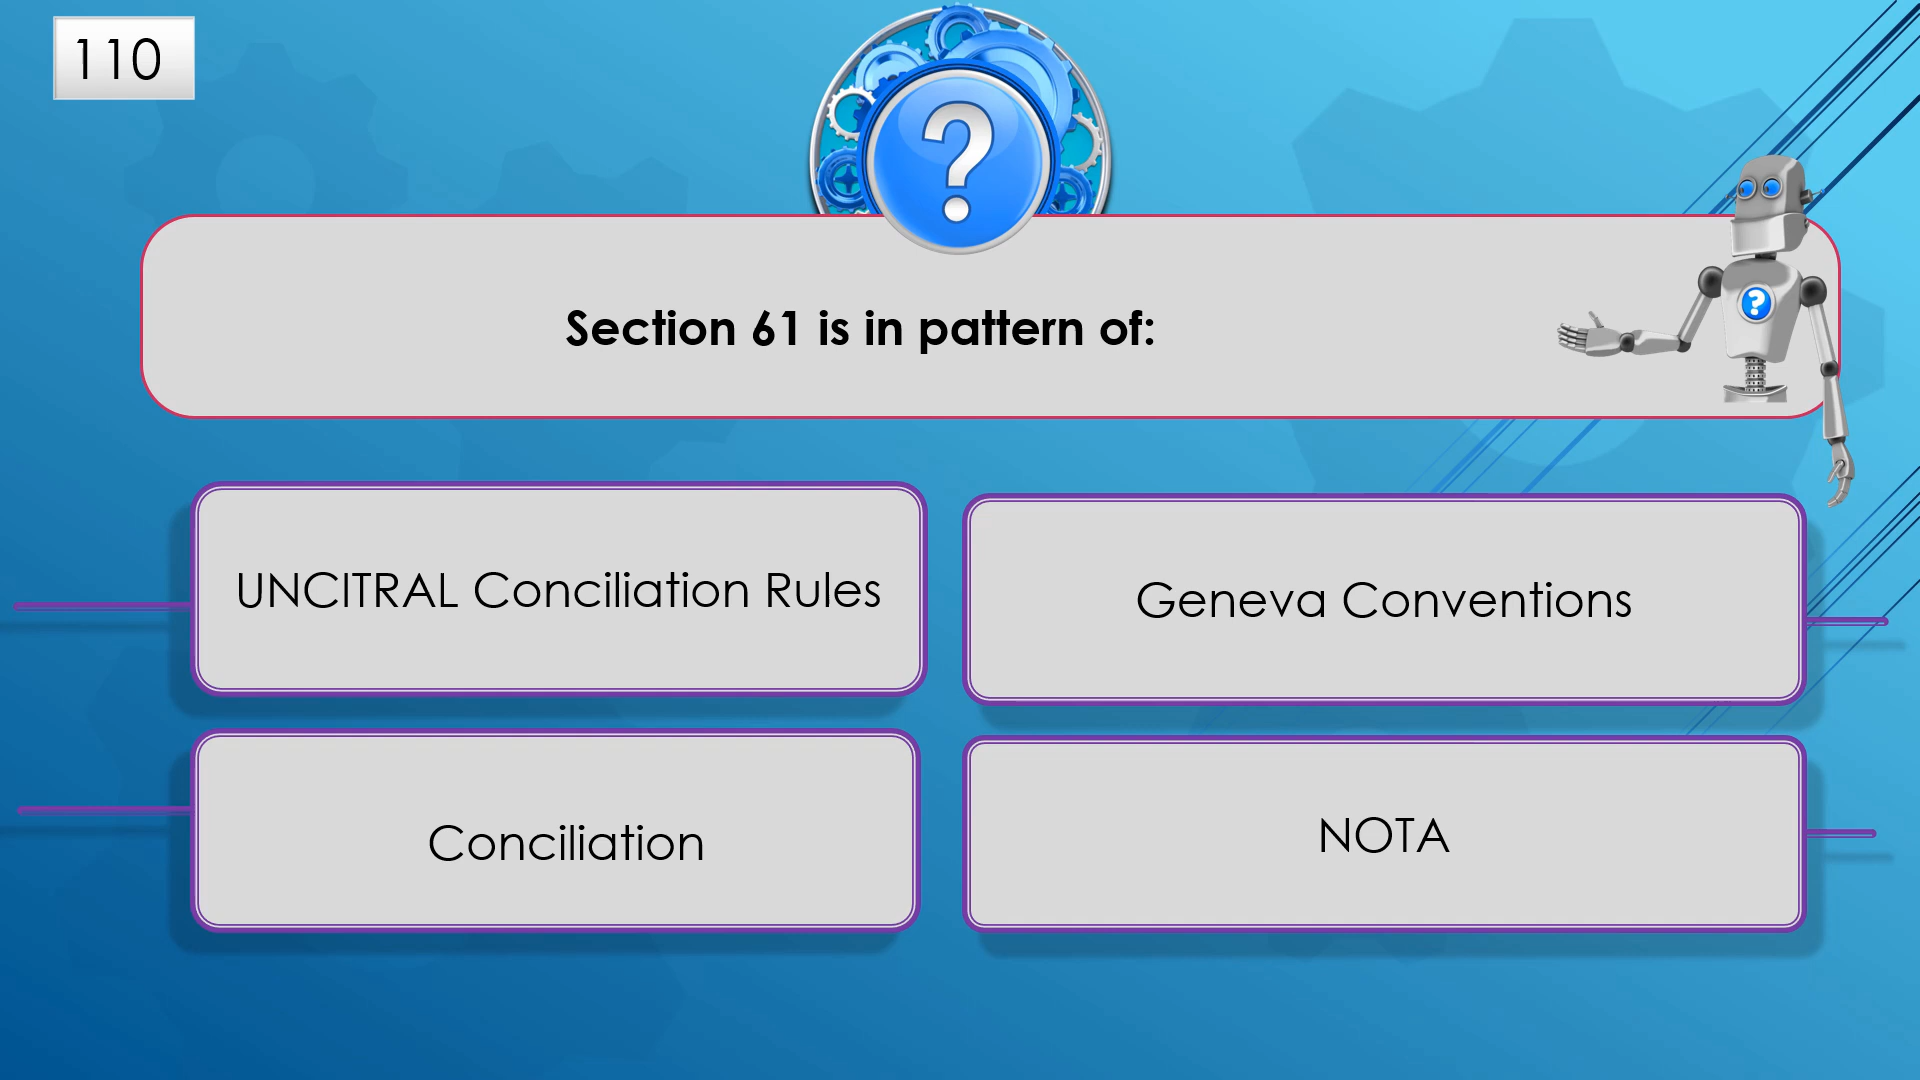 110
?
?
Section 61 is in pattern of:
UNCITRAL Conciliation Rules
Geneva Conventions
Conciliation
NOTA